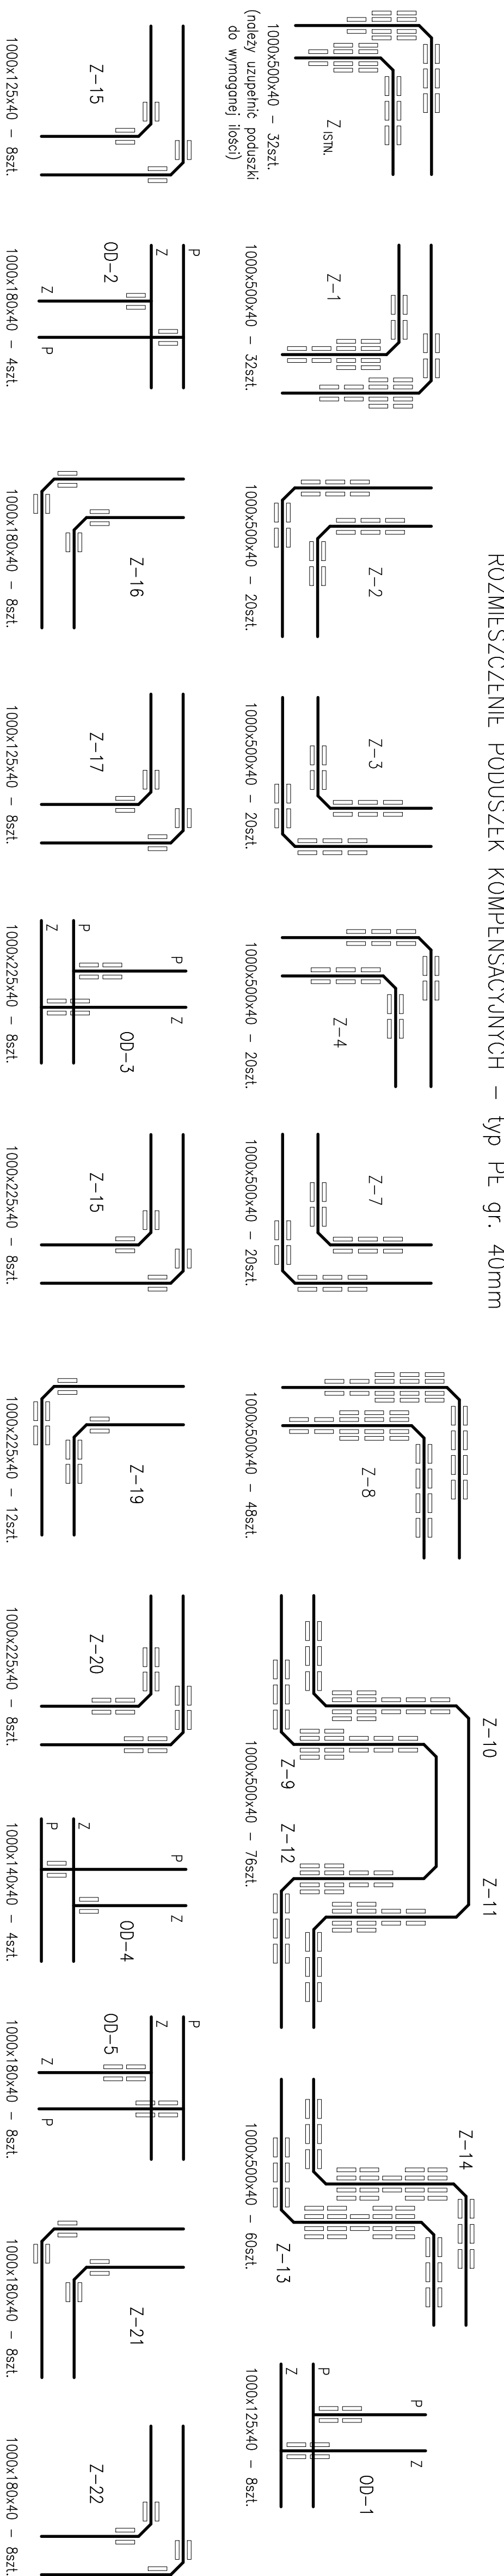 ROZMIESZCZENIE PODUSZEK KOMPENSACYJNYCH – typ PE gr. 40mm
Z ISTN.
1000x500x40 – 32szt.
(należy uzupełnić poduszki
do wymaganej ilości)
Z-1
1000x500x40 – 32szt.
Z-2
1000x500x40 – 20szt.
Z-3
1000x500x40 – 20szt.
Z-4
1000x500x40 – 20szt.
Z-7
1000x500x40 – 20szt.
Z-8
1000x500x40 – 48szt.
Z-10
Z-11
Z-9
Z-12
1000x500x40 – 76szt.
Z-14
Z-13
1000x500x40 – 60szt.
P
Z
P
Z
OD-1
1000x125x40 – 8szt.
Z-15
1000x125x40 – 8szt.
P
Z
OD-2
Z
P
1000x180x40 – 4szt.
Z-16
1000x180x40 – 8szt.
Z-17
1000x125x40 – 8szt.
P
Z
P
Z
OD-3
1000x225x40 – 8szt.
Z-15
1000x225x40 – 8szt.
Z-19
1000x225x40 – 12szt.
Z-20
1000x225x40 – 8szt.
P
Z
Z
P
OD-4
1000x140x40 – 4szt.
P
Z
OD-5
Z
P
1000x180x40 – 8szt.
Z-21
1000x180x40 – 8szt.
Z-22
1000x180x40 – 8szt.